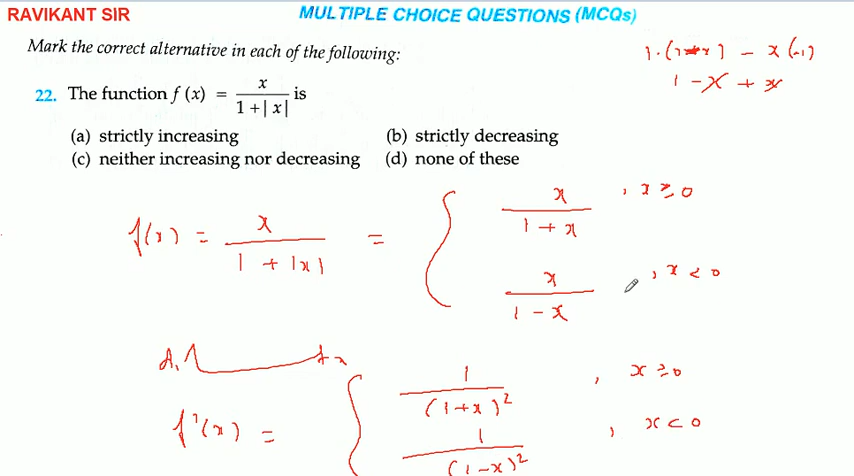 RAVIKANT SIR
MULTIPLE CHOICE QUESTIONS (MCQs)
Mark the correct alternative in each of the following:
1·(1-x) - x(-1)
1 - x + x
22. The function f (x) = x / 1 + | x | is
(a) strictly increasing (b) strictly decreasing
(c) neither increasing nor decreasing (d) none of these
f(x) = x / 1 + |x| = { x / 1 + x , x ≥ 0
x / 1 - x , x < 0
f'(x) = { 1 / (1+x)² , x ≥ 0
1 / (1-x)² , x < 0